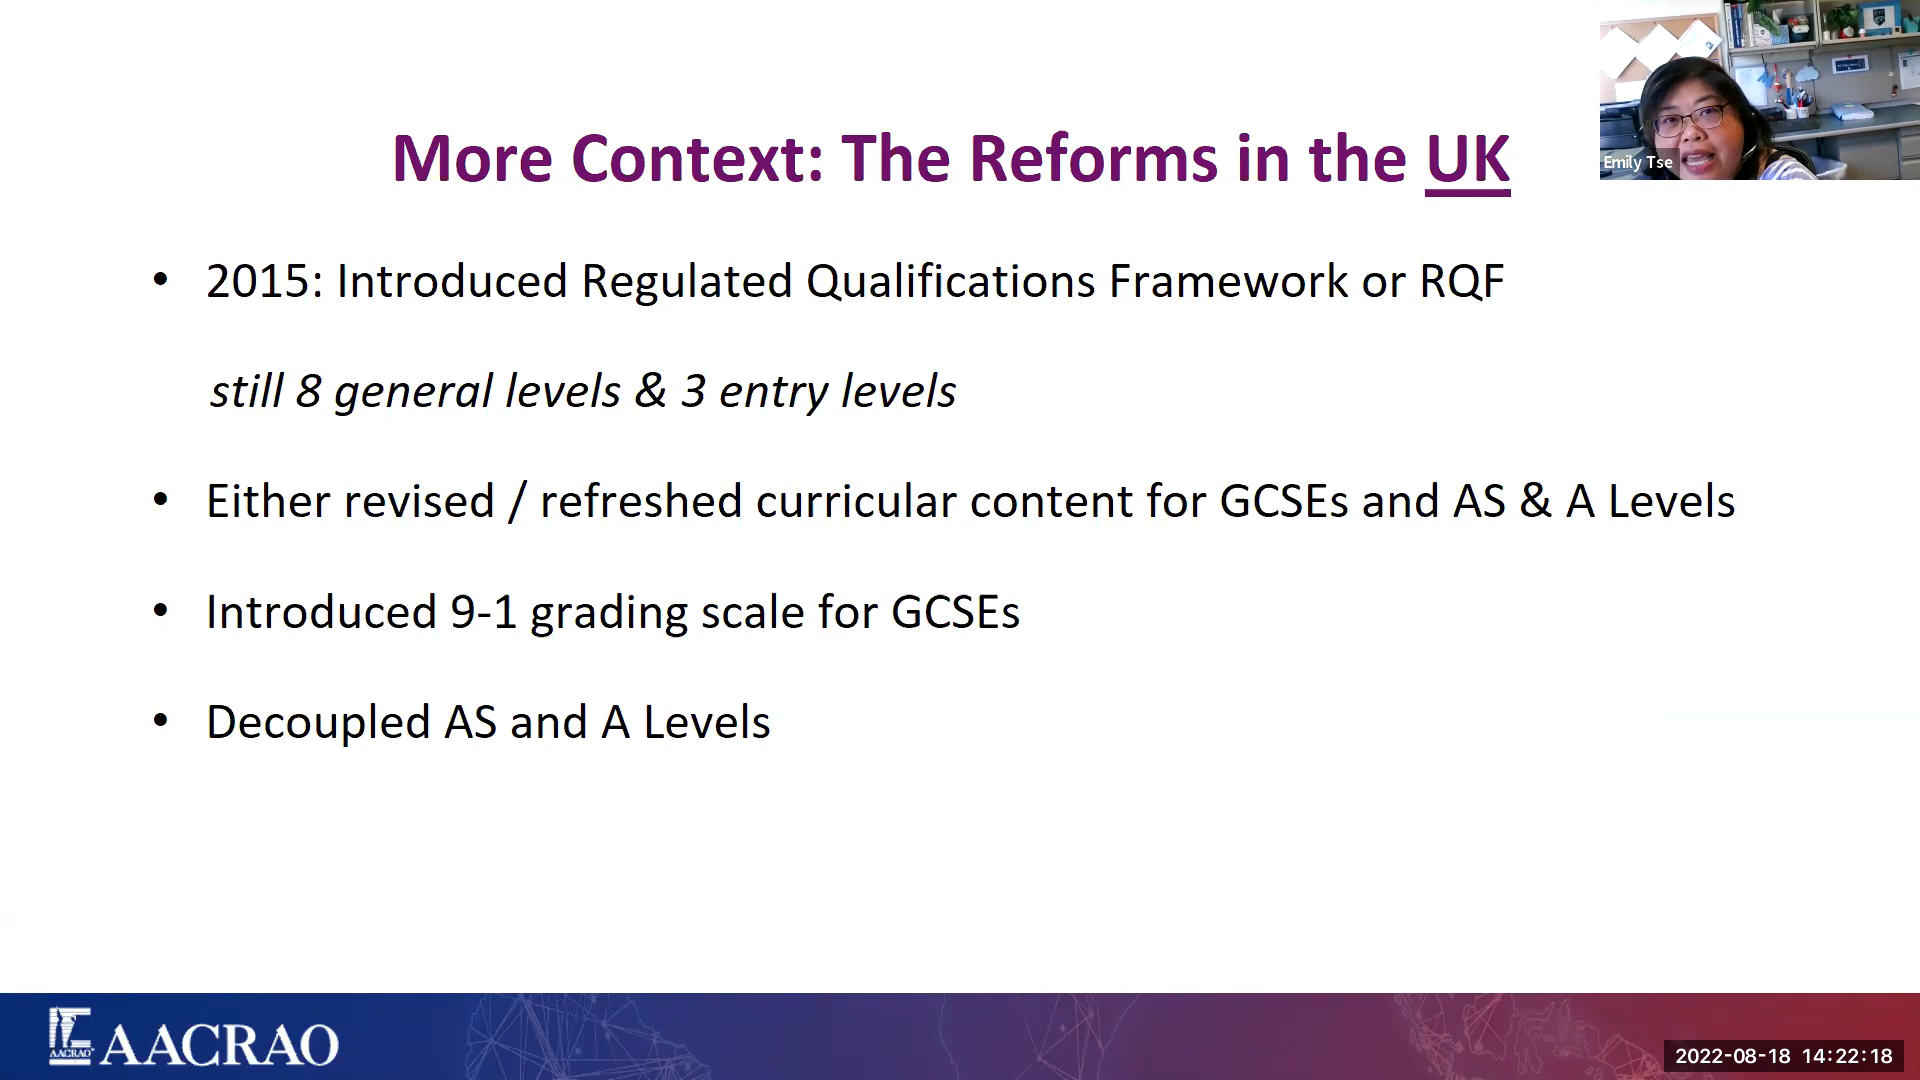 More Context: The Reforms in the UK
Emily Tse
• 2015: Introduced Regulated Qualifications Framework or RQF
still 8 general levels & 3 entry levels
• Either revised / refreshed curricular content for GCSEs and AS & A Levels
• Introduced 9-1 grading scale for GCSEs
• Decoupled AS and A Levels
AACRAO
AACRAO
2022-08-18 14:22:18